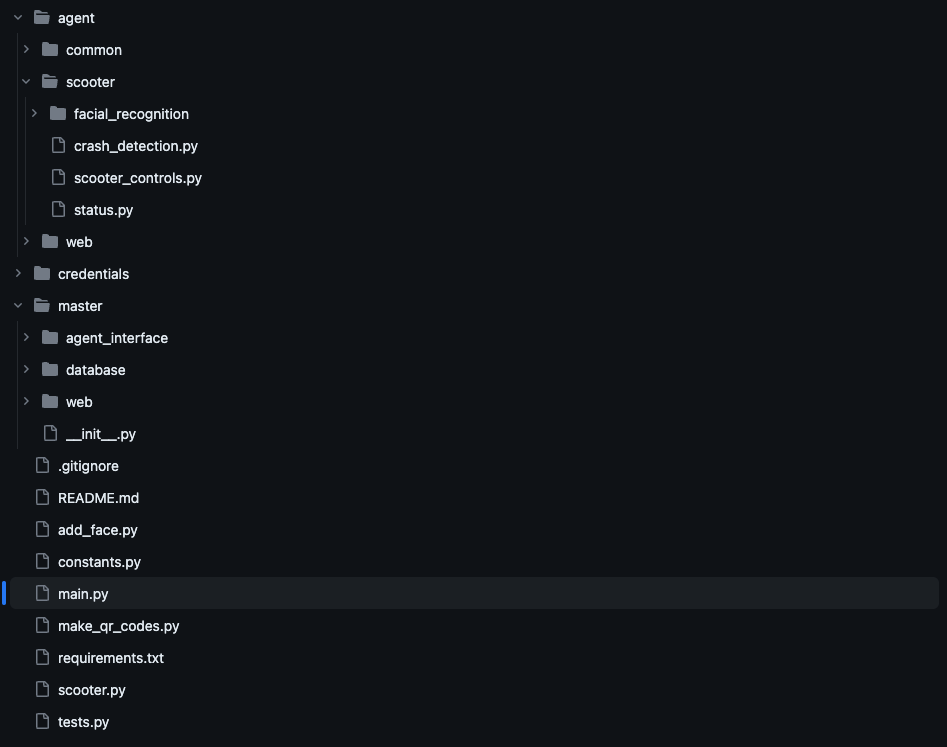 agent
common
scooter
facial_recognition
crash_detection.py
scooter_controls.py
status.py
web
credentials
master
agent_interface
database
web
__init__.py
.gitignore
README.md
add_face.py
constants.py
main.py
make_qr_codes.py
requirements.txt
scooter.py
tests.py